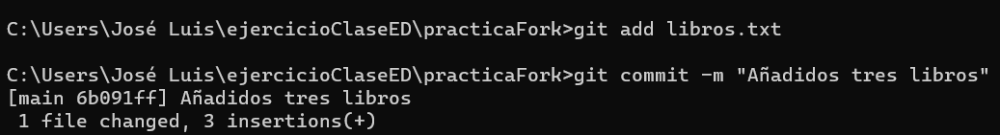 C:\Users\José Luis\ejercicioClaseED\practicaFork>git add libros.txt
C:\Users\José Luis\ejercicioClaseED\practicaFork>git commit -m "Añadidos tres libros"
[main 6b091ff] Añadidos tres libros
 1 file changed, 3 insertions(+)